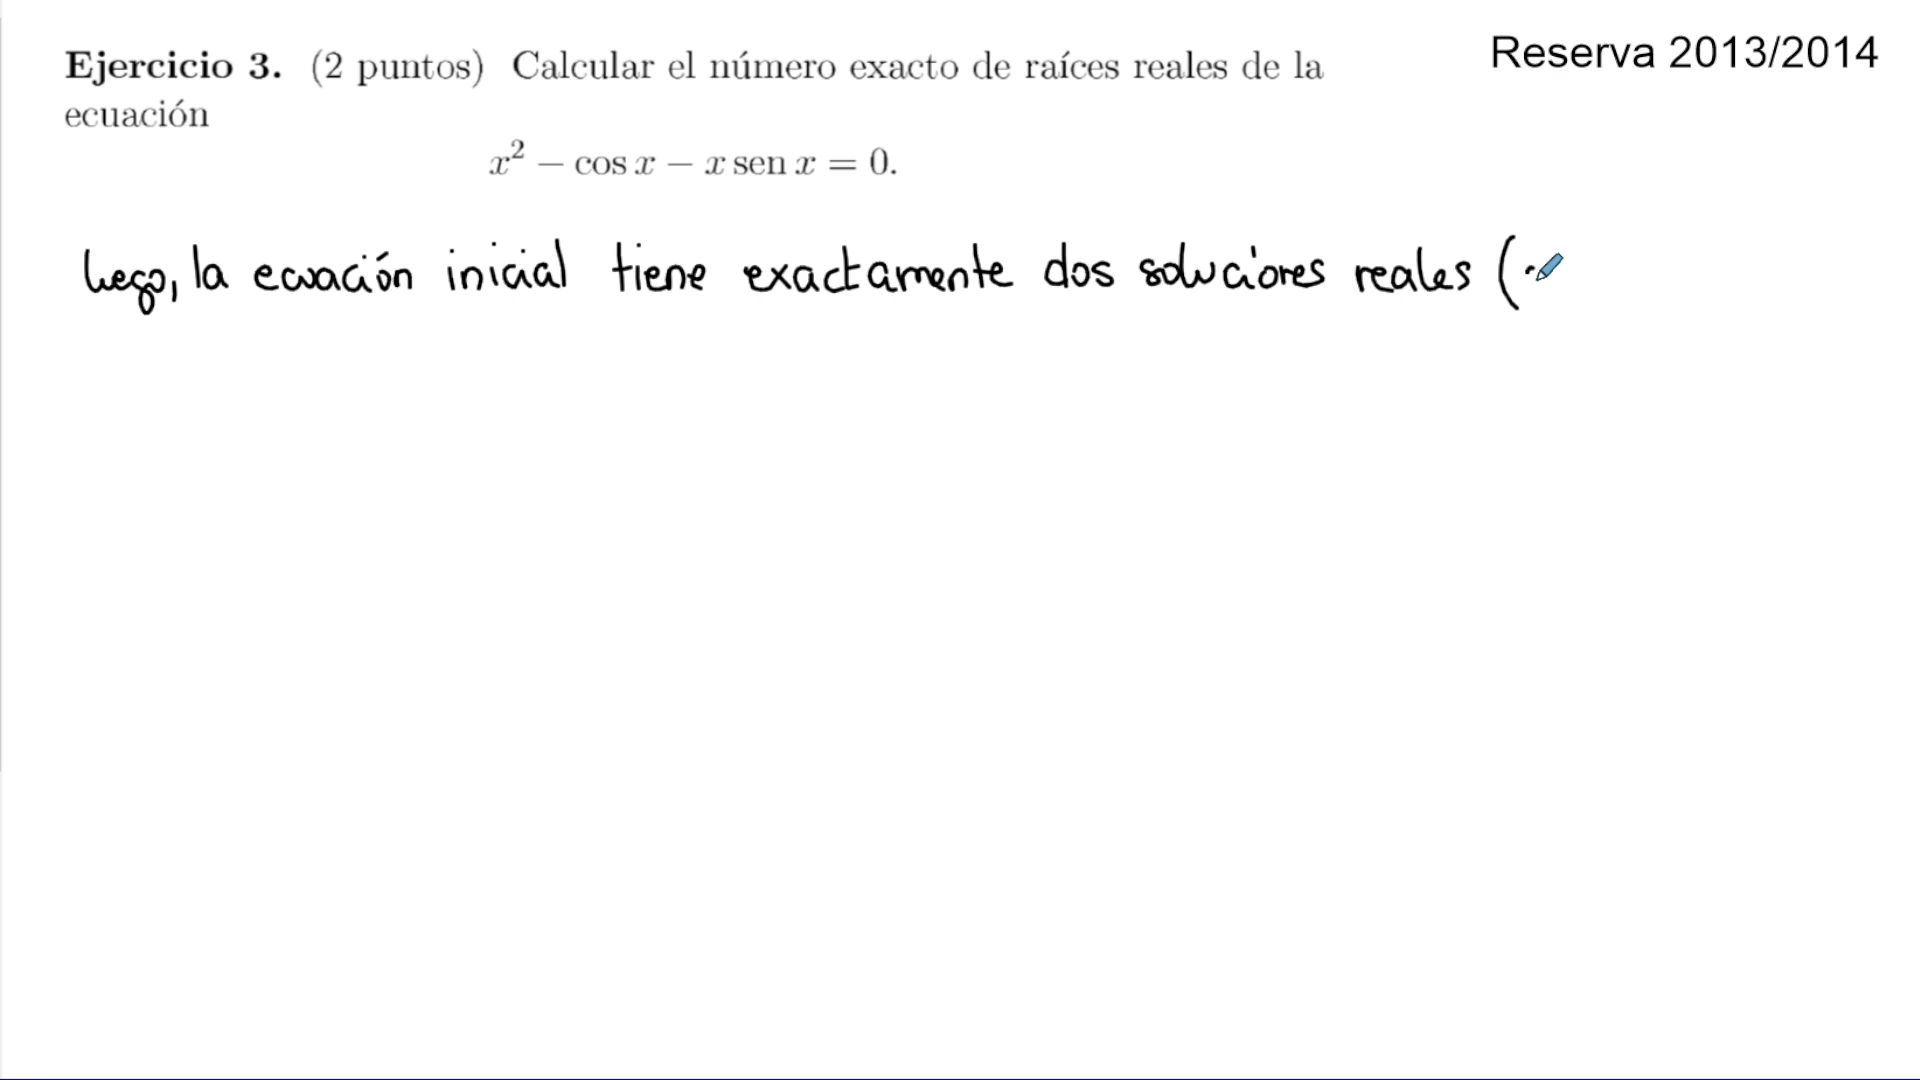 Ejercicio 3. (2 puntos) Calcular el número exacto de raíces reales de la
Reserva 2013/2014
ecuación
x² − cos x − x sen x = 0.
luego, la ecuación inicial tiene exactamente dos soluciones reales (